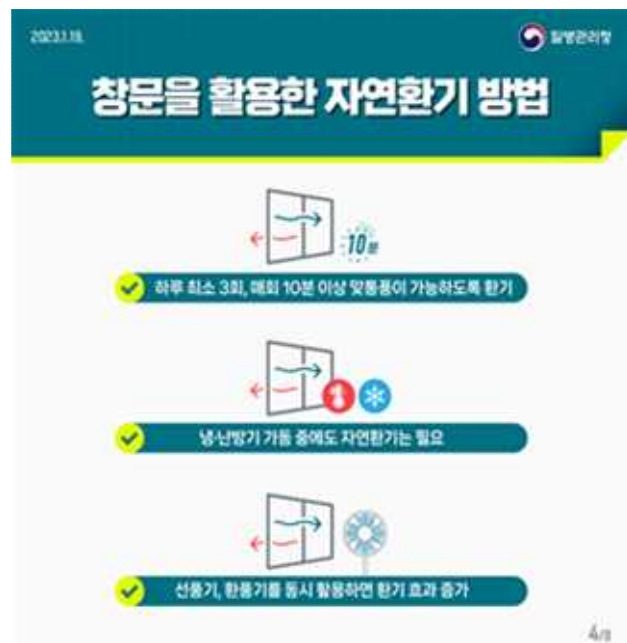 2023.1.19.
질병관리청
창문을 활용한 자연환기 방법
10분
하루 최소 3회, 매회 10분 이상 맞통풍이 가능하도록 환기
냉·난방기 가동 중에도 자연환기는 필요
선풍기, 환풍기를 동시 활용하면 환기 효과 증가